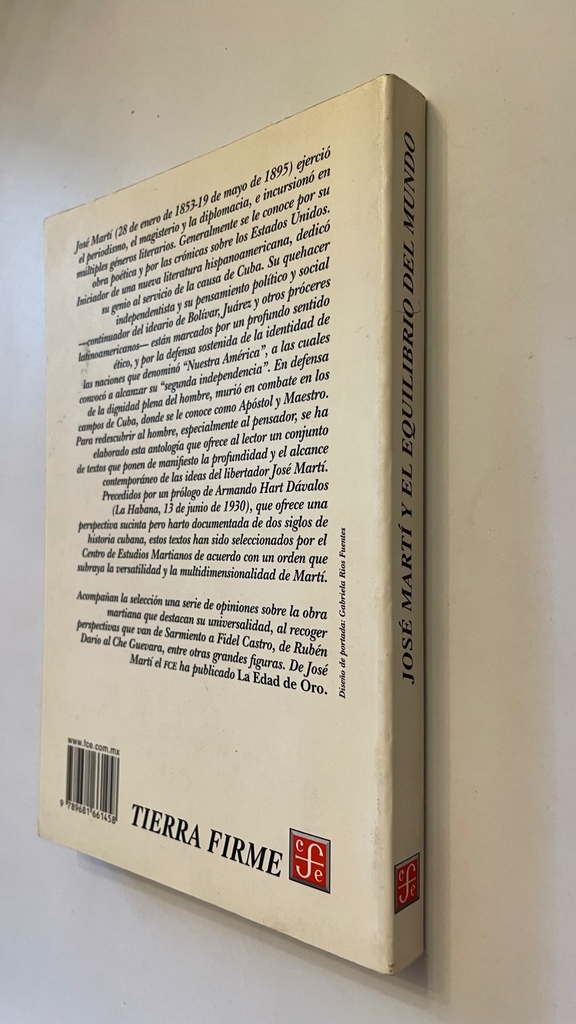 José Martí (28 de enero de 1853-19 de mayo de 1895) ejerció
el periodismo, el magisterio y la diplomacia, e incursionó en
múltiples géneros literarios. Generalmente se le conoce por su
obra poética y por las crónicas sobre los Estados Unidos.
Iniciador de una nueva literatura hispanoamericana, dedicó
su genio al servicio de la causa de Cuba. Su quehacer
independentista y su pensamiento político y social
—continuador del ideario de Bolívar, Juárez y otros próceres
latinoamericanos— están marcados por un profundo sentido
ético, y por la defensa sostenida de la identidad de
las naciones que denominó “Nuestra América”, a las cuales
convocó a alcanzar su “segunda independencia”. En defensa
de la dignidad plena del hombre, murió en combate en los
campos de Cuba, donde se le conoce como Apóstol y Maestro.
Para redescubrir al hombre, especialmente al pensador, se ha
elaborado esta antología que ofrece al lector un conjunto
de textos que ponen de manifiesto la profundidad y el alcance
contemporáneo de las ideas del libertador José Martí.
Precedidos por un prólogo de Armando Hart Dávalos
(La Habana, 13 de junio de 1930), que ofrece una
perspectiva sucinta pero harto documentada de dos siglos de
historia cubana, estos textos han sido seleccionados por el
Centro de Estudios Martianos de acuerdo con un orden que
subraya la versatilidad y la multidimensionalidad de Martí.
Acompañan la selección una serie de opiniones sobre la obra
martiana que destacan su universalidad, al recoger
perspectivas que van de Sarmiento a Fidel Castro, de Rubén
Darío al Che Guevara, entre otras grandes figuras. De José
Martí el FCE ha publicado La Edad de Oro.
Diseño de portada: Gabriela Ríos Fuentes
www.fce.com.mx
9 789681 661458
TIERRA FIRME
cfe
JOSÉ MARTÍ Y EL EQUILIBRIO DEL MUNDO
cfe